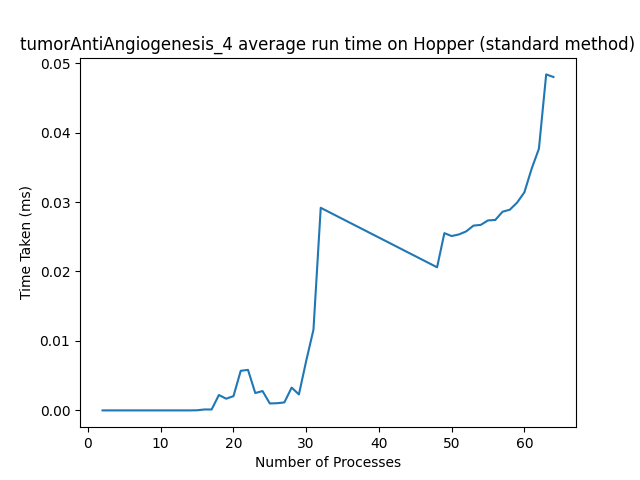 tumorAntiAngiogenesis_4 average run time on Hopper (standard method)
0.05
0.04
0.03
0.02
0.01
0.00
Time Taken (ms)
0 10 20 30 40 50 60
Number of Processes